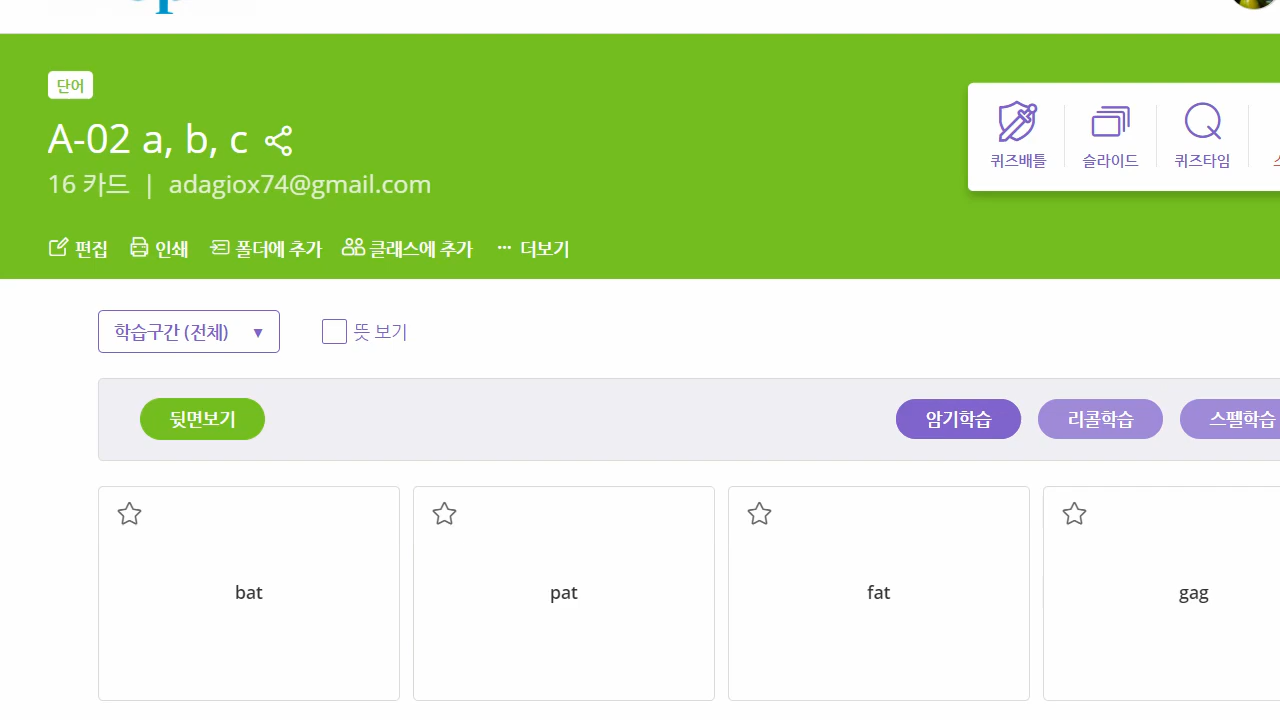 단어
A-02 a, b, c
16 카드 | adagiox74@gmail.com
퀴즈배틀 슬라이드 퀴즈타임
편집 인쇄 폴더에 추가 클래스에 추가 ··· 더보기
학습구간 (전체) ▼ 뜻 보기
뒷면보기 암기학습 리콜학습 스펠학습
bat pat fat gag